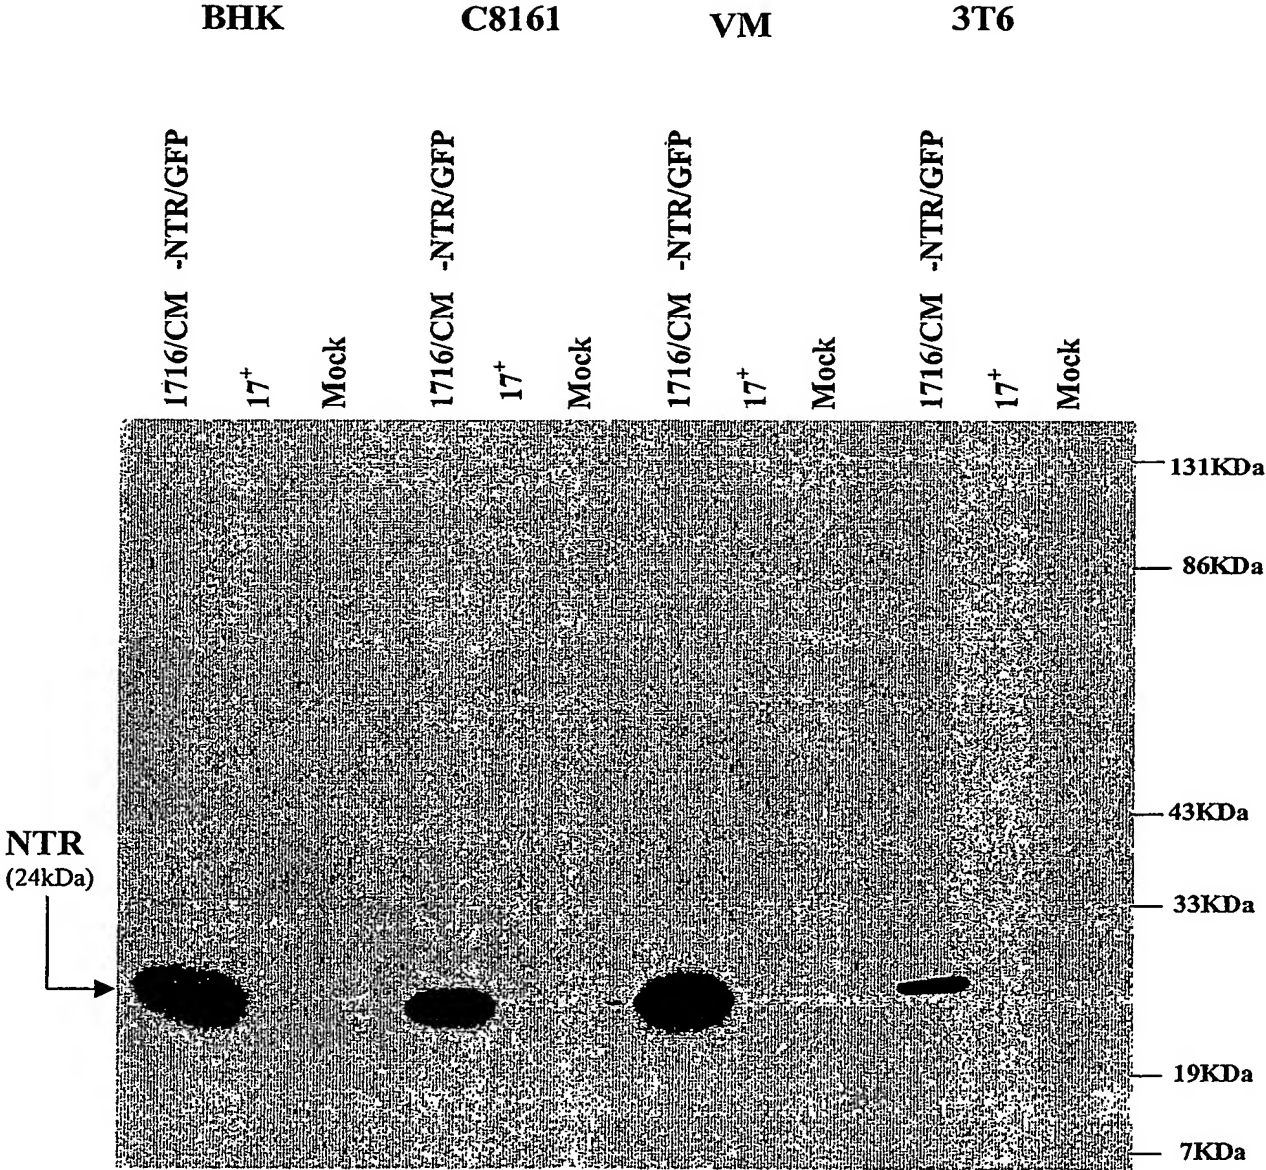 BHK C8161 VM 3T6
1716/CM -NTR/GFP
17+
Mock
1716/CM -NTR/GFP
17+
Mock
1716/CM -NTR/GFP
17+
Mock
1716/CM -NTR/GFP
17+
Mock
131KDa
86KDa
43KDa
NTR
(24kDa)
33KDa
19KDa
7KDa